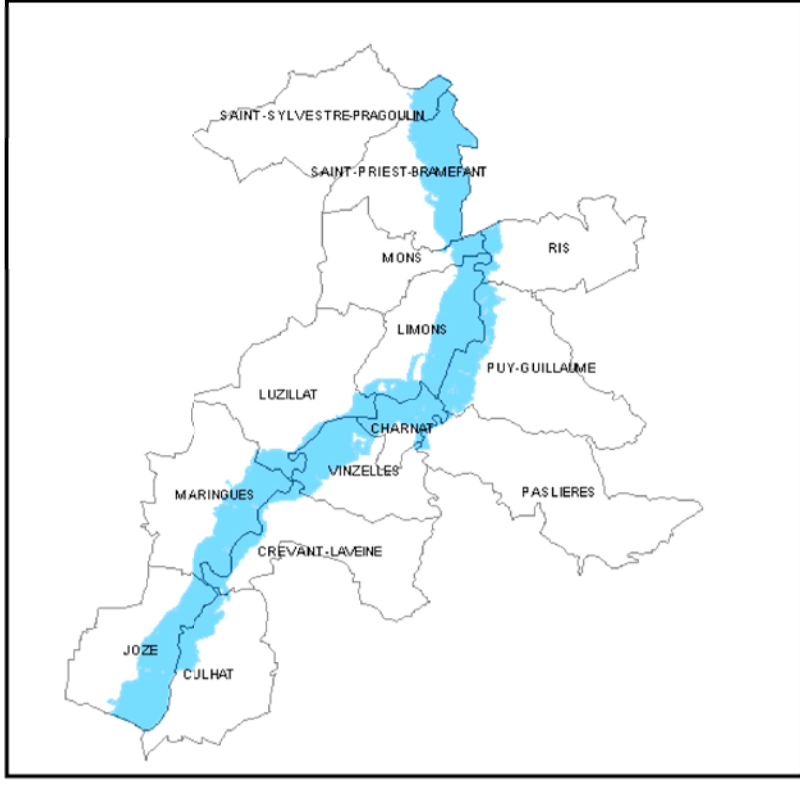 SAINT-SYLVESTRE-PRAGOULIN
SAINT-PRIEST-BRAMEFANT
RIS
MONS
LIMONS
PUY-GUILLAUME
LUZILLAT
CHARNAT
VINZELLES
MARINGUES
PASLIERES
CREVANT-LAVEINE
JOZE
CULHAT